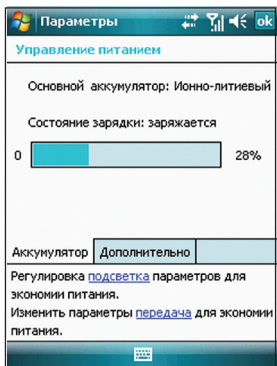 Параметры ok
Управление питанием
Основной аккумулятор: Ионно-литиевый
Состояние зарядки: заряжается
0 28%
Аккумулятор Дополнительно
Регулировка подсветка параметров для
экономии питания.
Изменить параметры передача для экономии
питания.